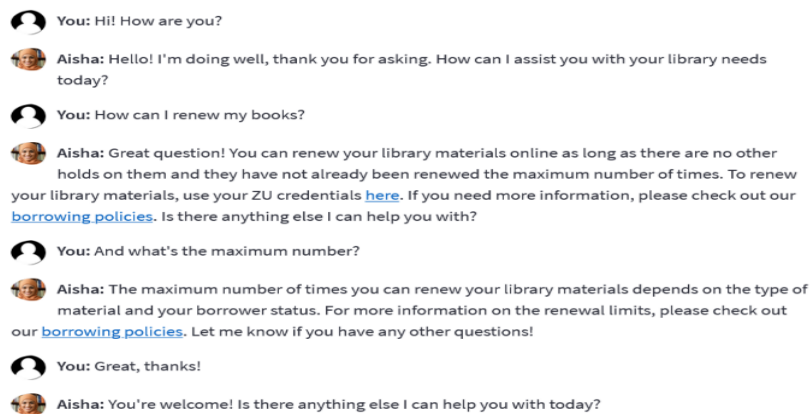 You: Hi! How are you?
Aisha: Hello! I'm doing well, thank you for asking. How can I assist you with your library needs
today?
You: How can I renew my books?
Aisha: Great question! You can renew your library materials online as long as there are no other
holds on them and they have not already been renewed the maximum number of times. To renew
your library materials, use your ZU credentials here. If you need more information, please check out our
borrowing policies. Is there anything else I can help you with?
You: And what's the maximum number?
Aisha: The maximum number of times you can renew your library materials depends on the type of
material and your borrower status. For more information on the renewal limits, please check out
our borrowing policies. Let me know if you have any other questions!
You: Great, thanks!
Aisha: You're welcome! Is there anything else I can help you with today?